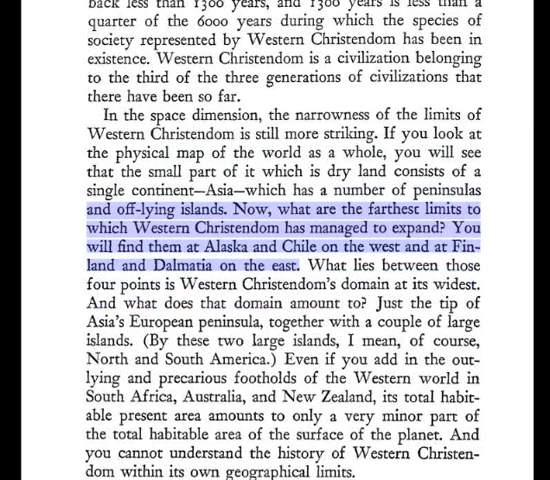 back less than 1300 years, and 1300 years is less than a
quarter of the 6000 years during which the species of
society represented by Western Christendom has been in
existence. Western Christendom is a civilization belonging
to the third of the three generations of civilizations that
there have been so far.
In the space dimension, the narrowness of the limits of
Western Christendom is still more striking. If you look at
the physical map of the world as a whole, you will see
that the small part of it which is dry land consists of a
single continent—Asia—which has a number of peninsulas
and off-lying islands. Now, what are the farthest limits to
which Western Christendom has managed to expand? You
will find them at Alaska and Chile on the west and at Fin-
land and Dalmatia on the east. What lies between those
four points is Western Christendom's domain at its widest.
And what does that domain amount to? Just the tip of
Asia's European peninsula, together with a couple of large
islands. (By these two large islands, I mean, of course,
North and South America.) Even if you add in the out-
lying and precarious footholds of the Western world in
South Africa, Australia, and New Zealand, its total habit-
able present area amounts to only a very minor part of
the total habitable area of the surface of the planet. And
you cannot understand the history of Western Christen-
dom within its own geographical limits.